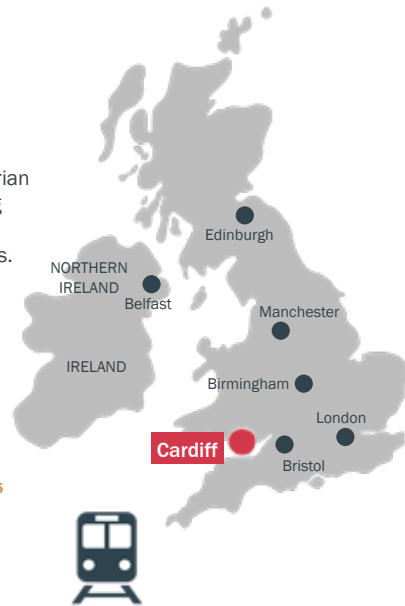 Edinburgh
NORTHERN
IRELAND
Belfast
Manchester
IRELAND
Birmingham
London
Cardiff
Bristol